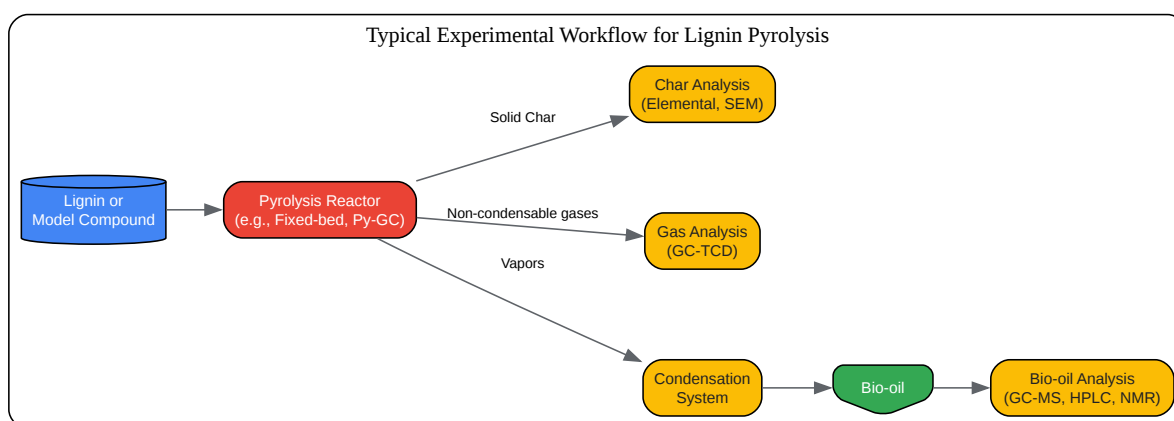 Typical Experimental Workflow for Lignin Pyrolysis
Char Analysis
(Elemental, SEM)
Solid Char
Lignin or
Model Compound
Pyrolysis Reactor
(e.g., Fixed-bed, Py-GC)
Non-condensable gases
Gas Analysis
(GC-TCD)
Vapors
Condensation
System
Bio-oil
Bio-oil Analysis
(GC-MS, HPLC, NMR)